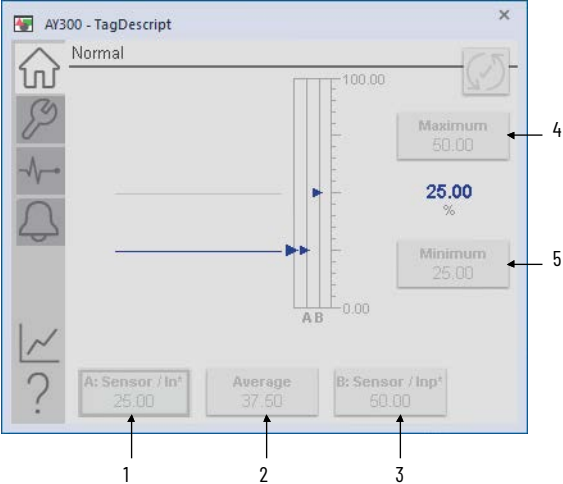 AY300 - TagDescript
Normal
100.00
Maximum
50.00
4
25.00
%
Minimum
25.00
5
0.00
A B
A: Sensor / In*
25.00
Average
37.50
B: Sensor / Inp*
50.00
1
2
3